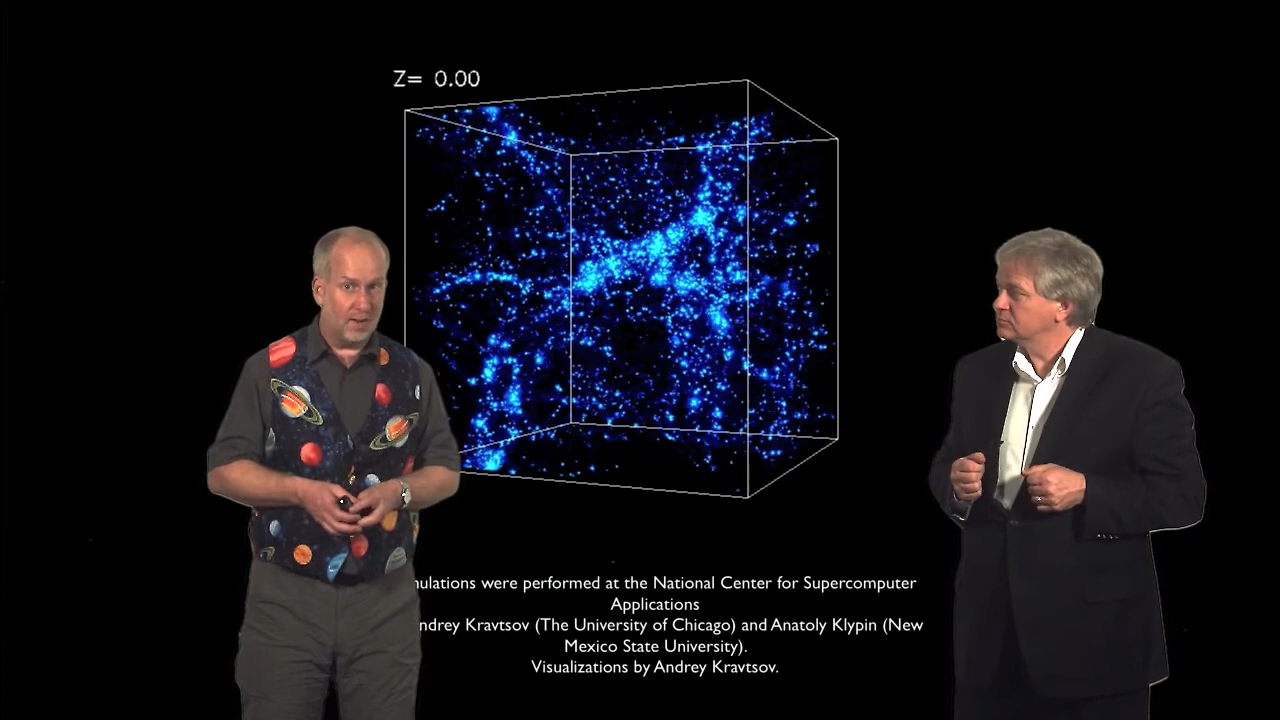 Z= 0.00
mulations were performed at the National Center for Supercomputer
Applications
ndrey Kravtsov (The University of Chicago) and Anatoly Klypin (New
Mexico State University).
Visualizations by Andrey Kravtsov.